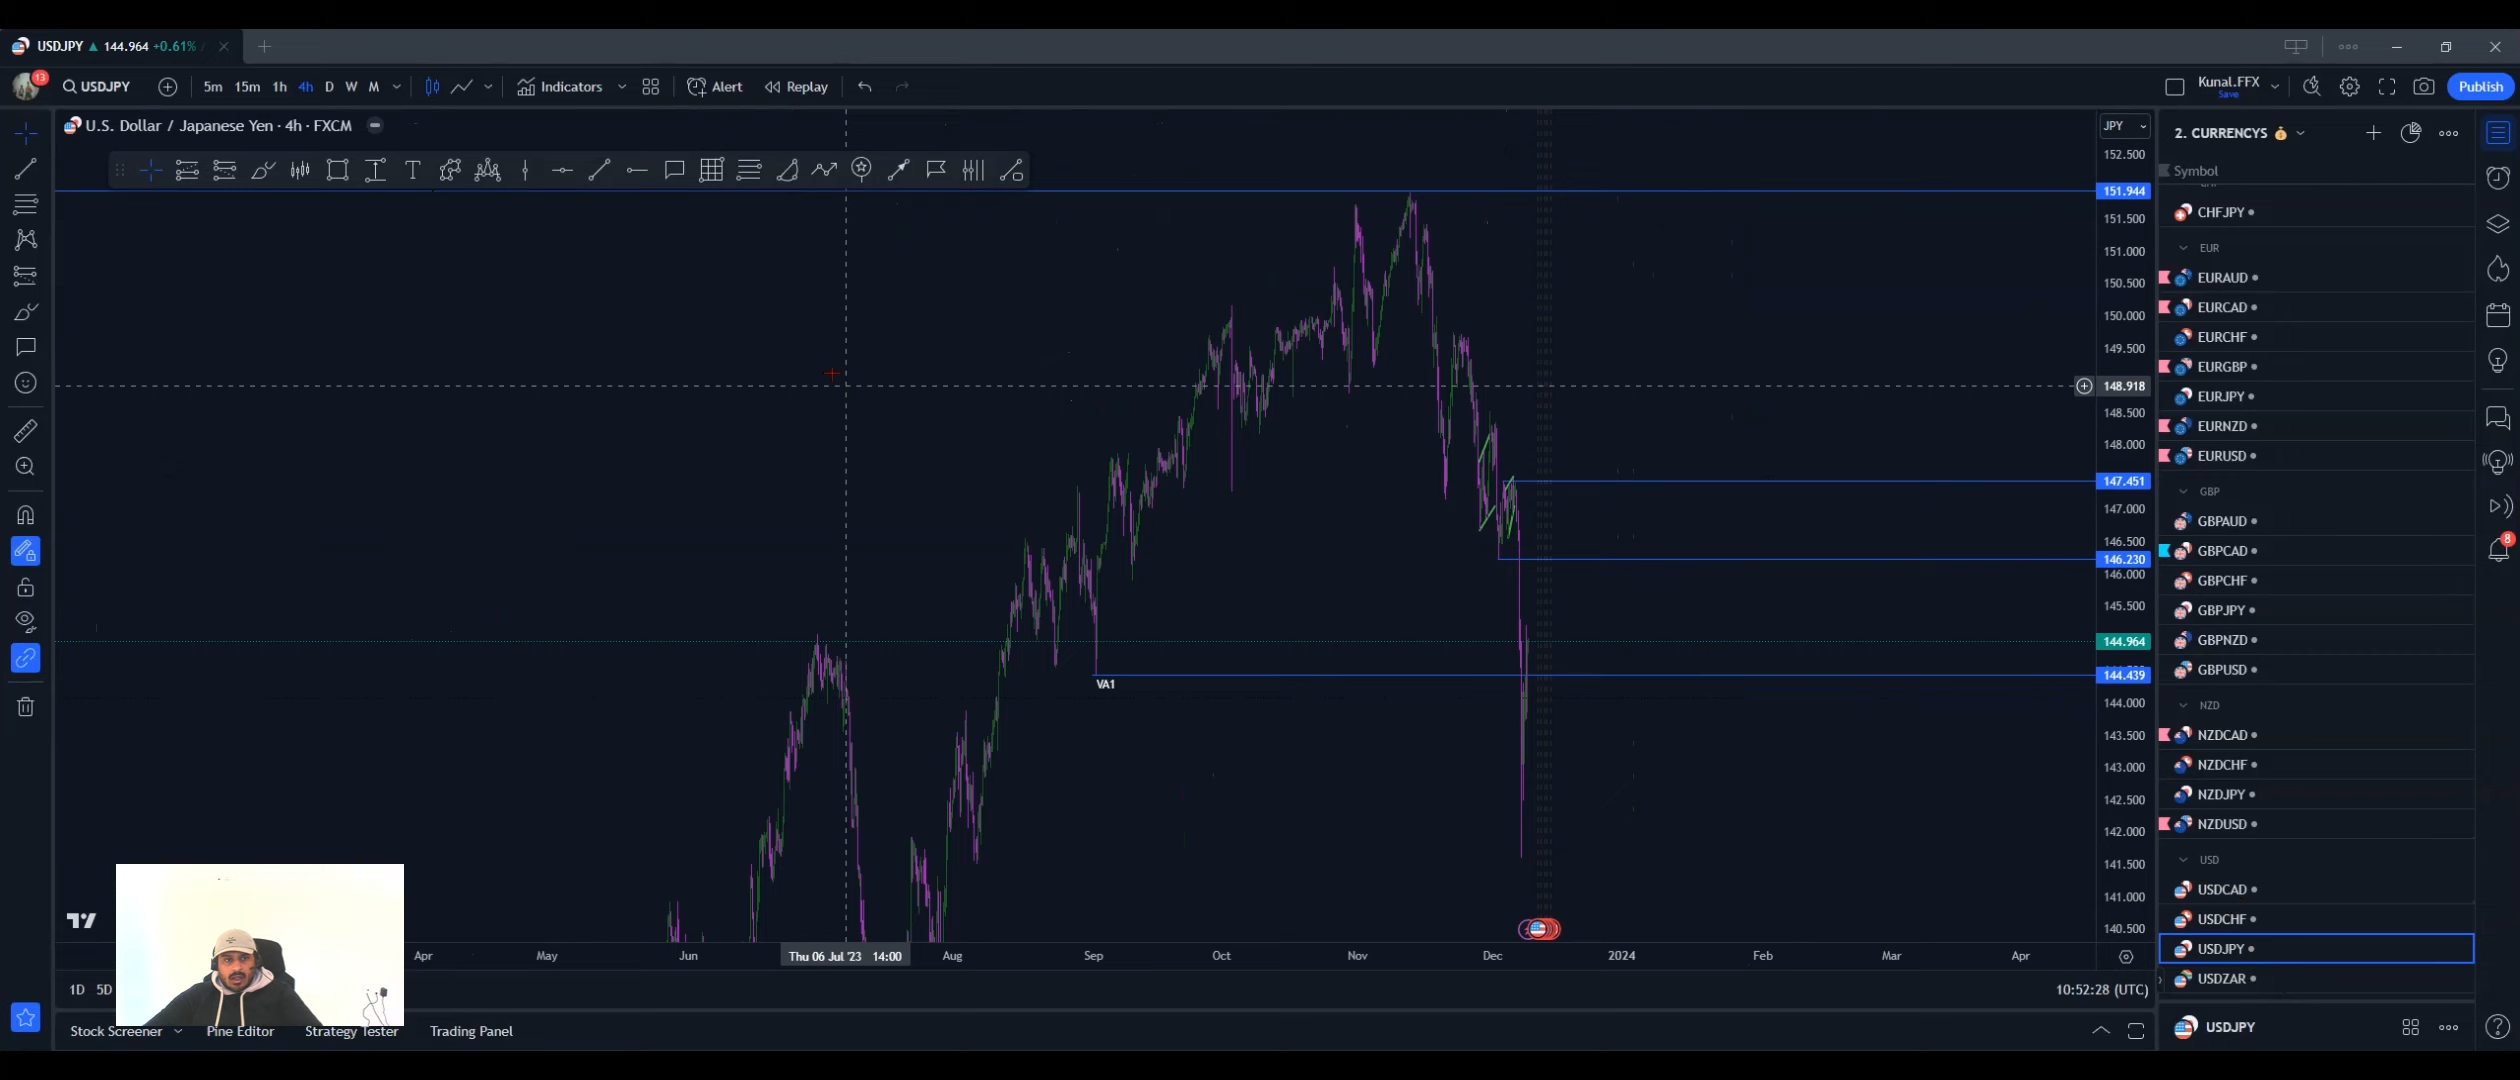 USDJPY ▲ 144.964 +0.61%
13
USDJPY
5m 15m 1h 4h D W M
Indicators
Alert
Replay
Kunal.FFX
Save
Publish
U.S. Dollar / Japanese Yen · 4h · FXCM
JPY
2. CURRENCYS 💰
Symbol
152.500
151.944
151.500
151.000
150.500
150.000
149.500
148.918
148.500
148.000
147.451
147.000
146.500
146.230
146.000
145.500
144.964
144.439
144.000
143.500
143.000
142.500
142.000
141.500
141.000
140.500
VA1
CHFJPY
EUR
EURAUD
EURCAD
EURCHF
EURGBP
EURJPY
EURNZD
EURUSD
GBP
GBPAUD
GBPCAD
GBPCHF
GBPJPY
GBPNZD
GBPUSD
NZD
NZDCAD
NZDCHF
NZDJPY
NZDUSD
USD
USDCAD
USDCHF
USDJPY
USDZAR
8
Apr May Jun Thu 06 Jul '23 14:00 Aug Sep Oct Nov Dec 2024 Feb Mar Apr
1D 5D
10:52:28 (UTC)
Stock Screener Pine Editor Strategy Tester Trading Panel
USDJPY